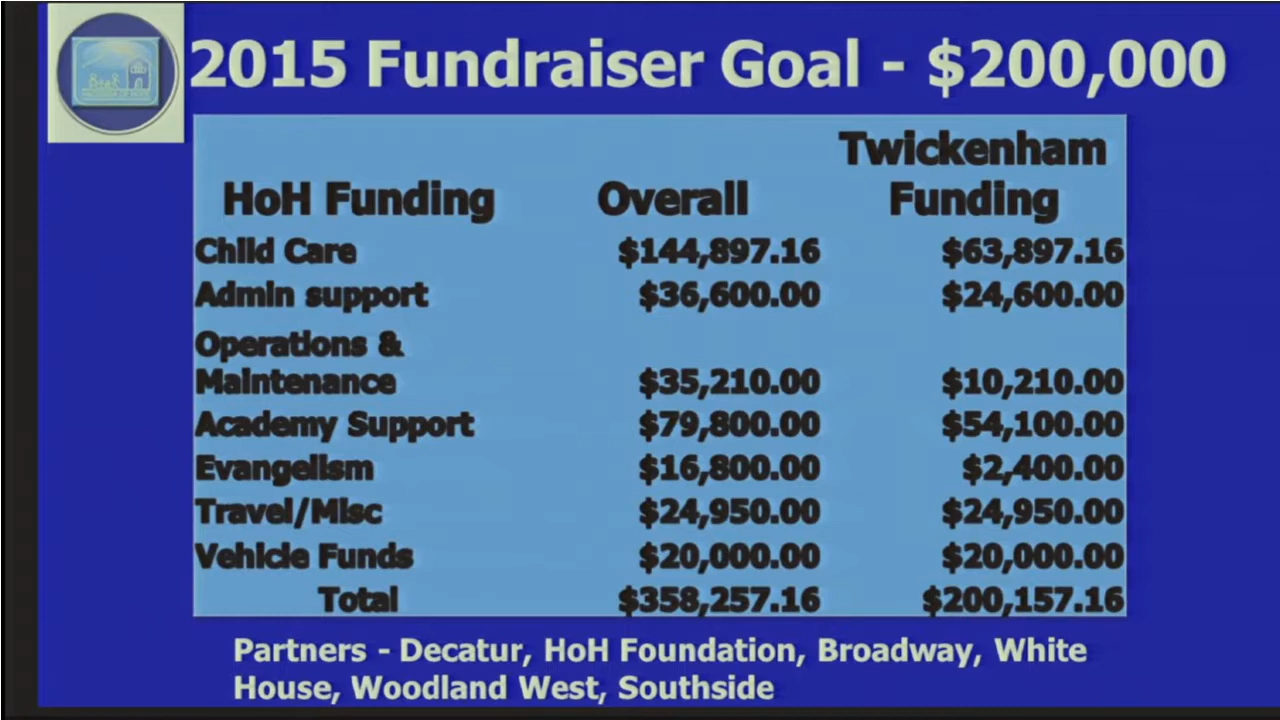 2015 Fundraiser Goal - $200,000
HoH Funding Overall Twickenham Funding
Child Care $144,897.16 $63,897.16
Admin support $36,600.00 $24,600.00
Operations &
Maintenance $35,210.00 $10,210.00
Academy Support $79,800.00 $54,100.00
Evangelism $16,800.00 $2,400.00
Travel/Misc $24,950.00 $24,950.00
Vehicle Funds $20,000.00 $20,000.00
Total $358,257.16 $200,157.16
Partners - Decatur, HoH Foundation, Broadway, White
House, Woodland West, Southside